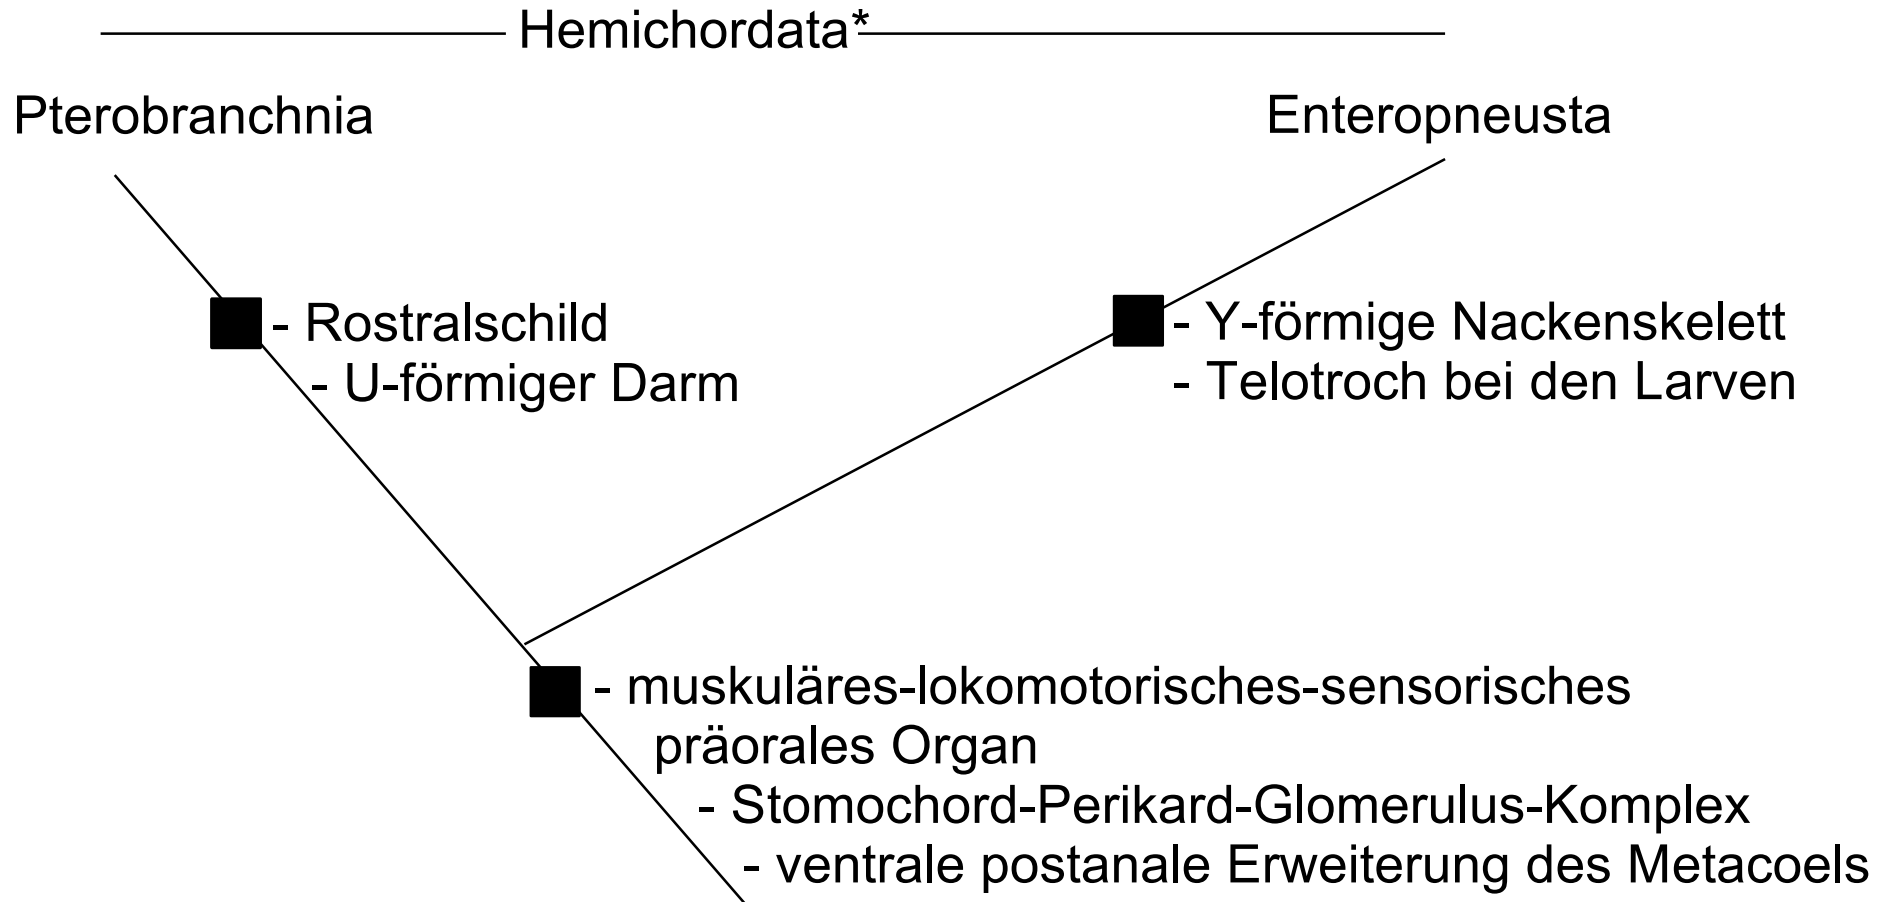 Hemichordata*
Pterobranchnia
Enteropneusta
- Rostralschild
- U-förmiger Darm
- Y-förmige Nackenskelett
- Telotroch bei den Larven
- muskuläres-lokomotorisches-sensorisches
präorales Organ
- Stomochord-Perikard-Glomerulus-Komplex
- ventrale postanale Erweiterung des Metacoels